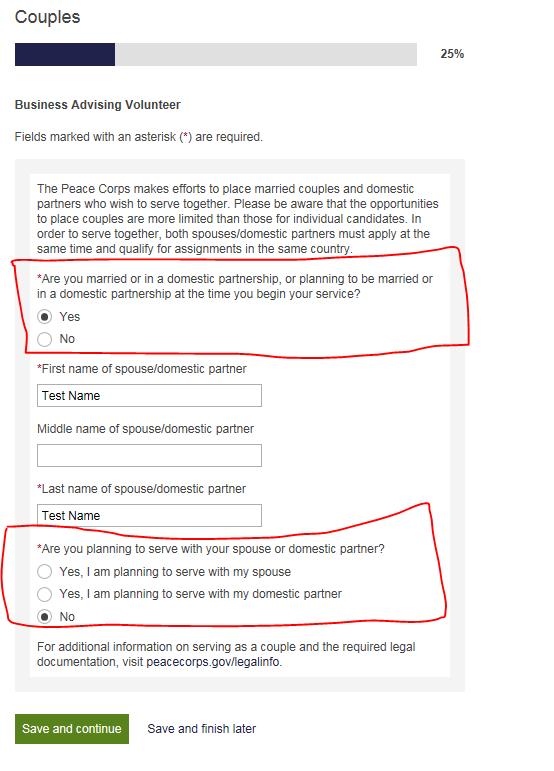 Couples
25%
Business Advising Volunteer
Fields marked with an asterisk (*) are required.
The Peace Corps makes efforts to place married couples and domestic
partners who wish to serve together. Please be aware that the opportunities
to place couples are more limited than those for individual candidates. In
order to serve together, both spouses/domestic partners must apply at the
same time and qualify for assignments in the same country.
*Are you married or in a domestic partnership, or planning to be married or
in a domestic partnership at the time you begin your service?
Yes
No
*First name of spouse/domestic partner
Test Name
Middle name of spouse/domestic partner
*Last name of spouse/domestic partner
Test Name
*Are you planning to serve with your spouse or domestic partner?
Yes, I am planning to serve with my spouse
Yes, I am planning to serve with my domestic partner
No
For additional information on serving as a couple and the required legal
documentation, visit peacecorps.gov/legalinfo.
Save and continue Save and finish later